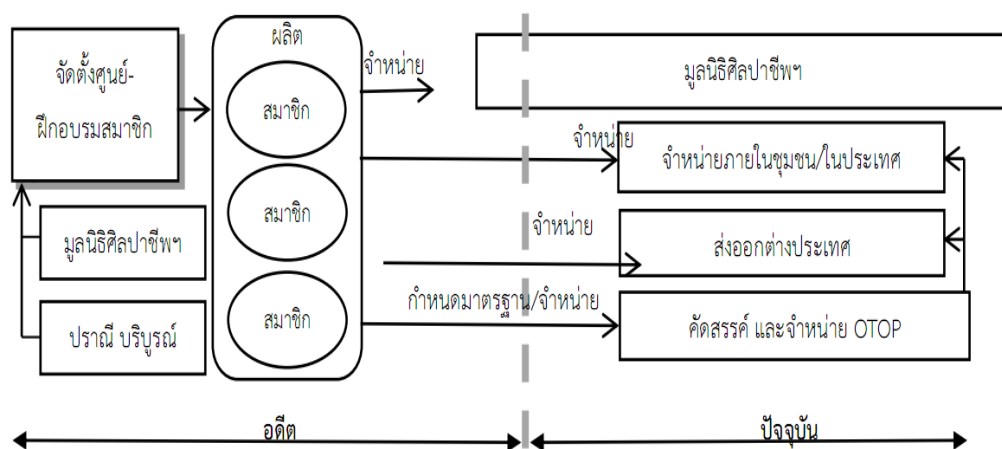 จัดตั้งศูนย์-
ฝึกอบรมสมาชิก
มูลนิธิศิลปาชีพฯ
ปราณี บริบูรณ์
ผลิต
สมาชิก
สมาชิก
สมาชิก
จำหน่าย
จำหน่าย
จำหน่าย
กำหนดมาตรฐาน/จำหน่าย
มูลนิธิศิลปาชีพฯ
จำหน่ายภายในชุมชน/ในประเทศ
ส่งออกต่างประเทศ
คัดสรรค์ และจำหน่าย OTOP
อดีต
ปัจจุบัน